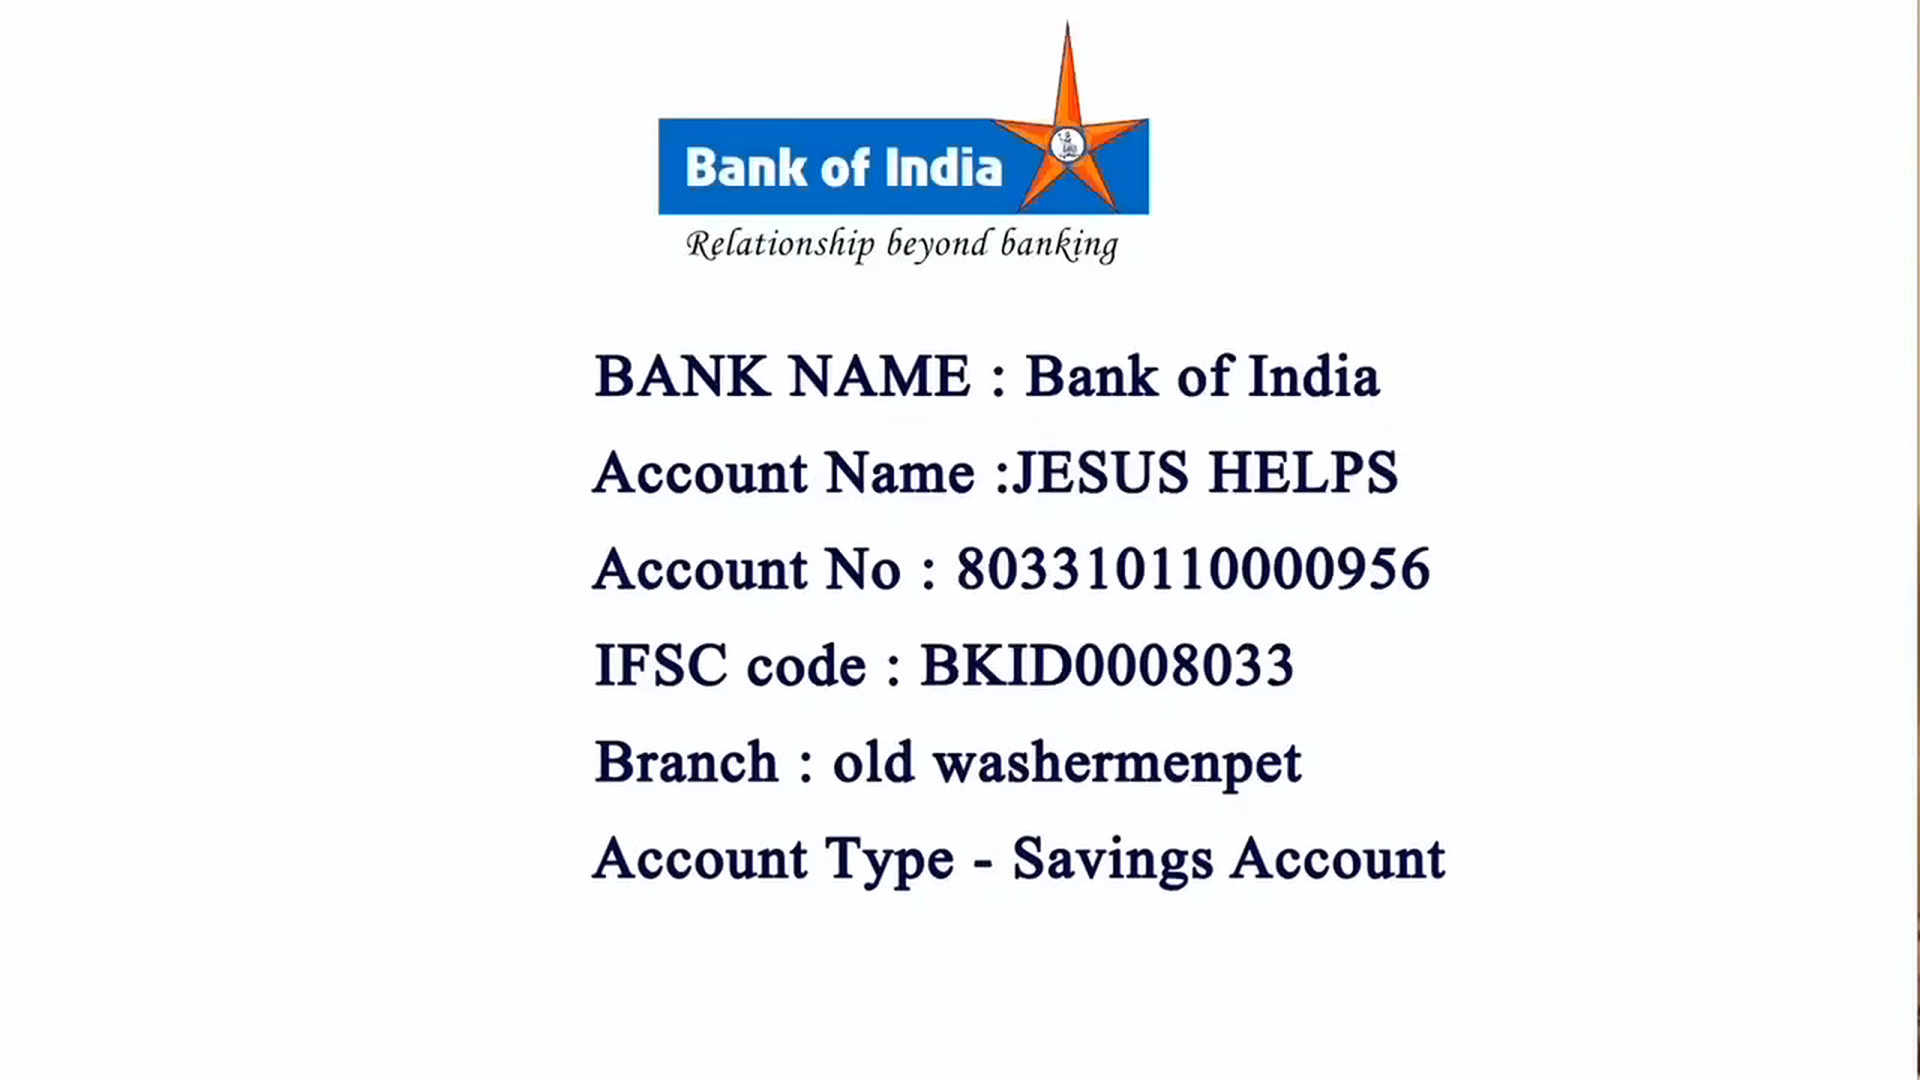 Bank of India
Relationship beyond banking
BANK NAME : Bank of India
Account Name :JESUS HELPS
Account No : 803310110000956
IFSC code : BKID0008033
Branch : old washermenpet
Account Type - Savings Account